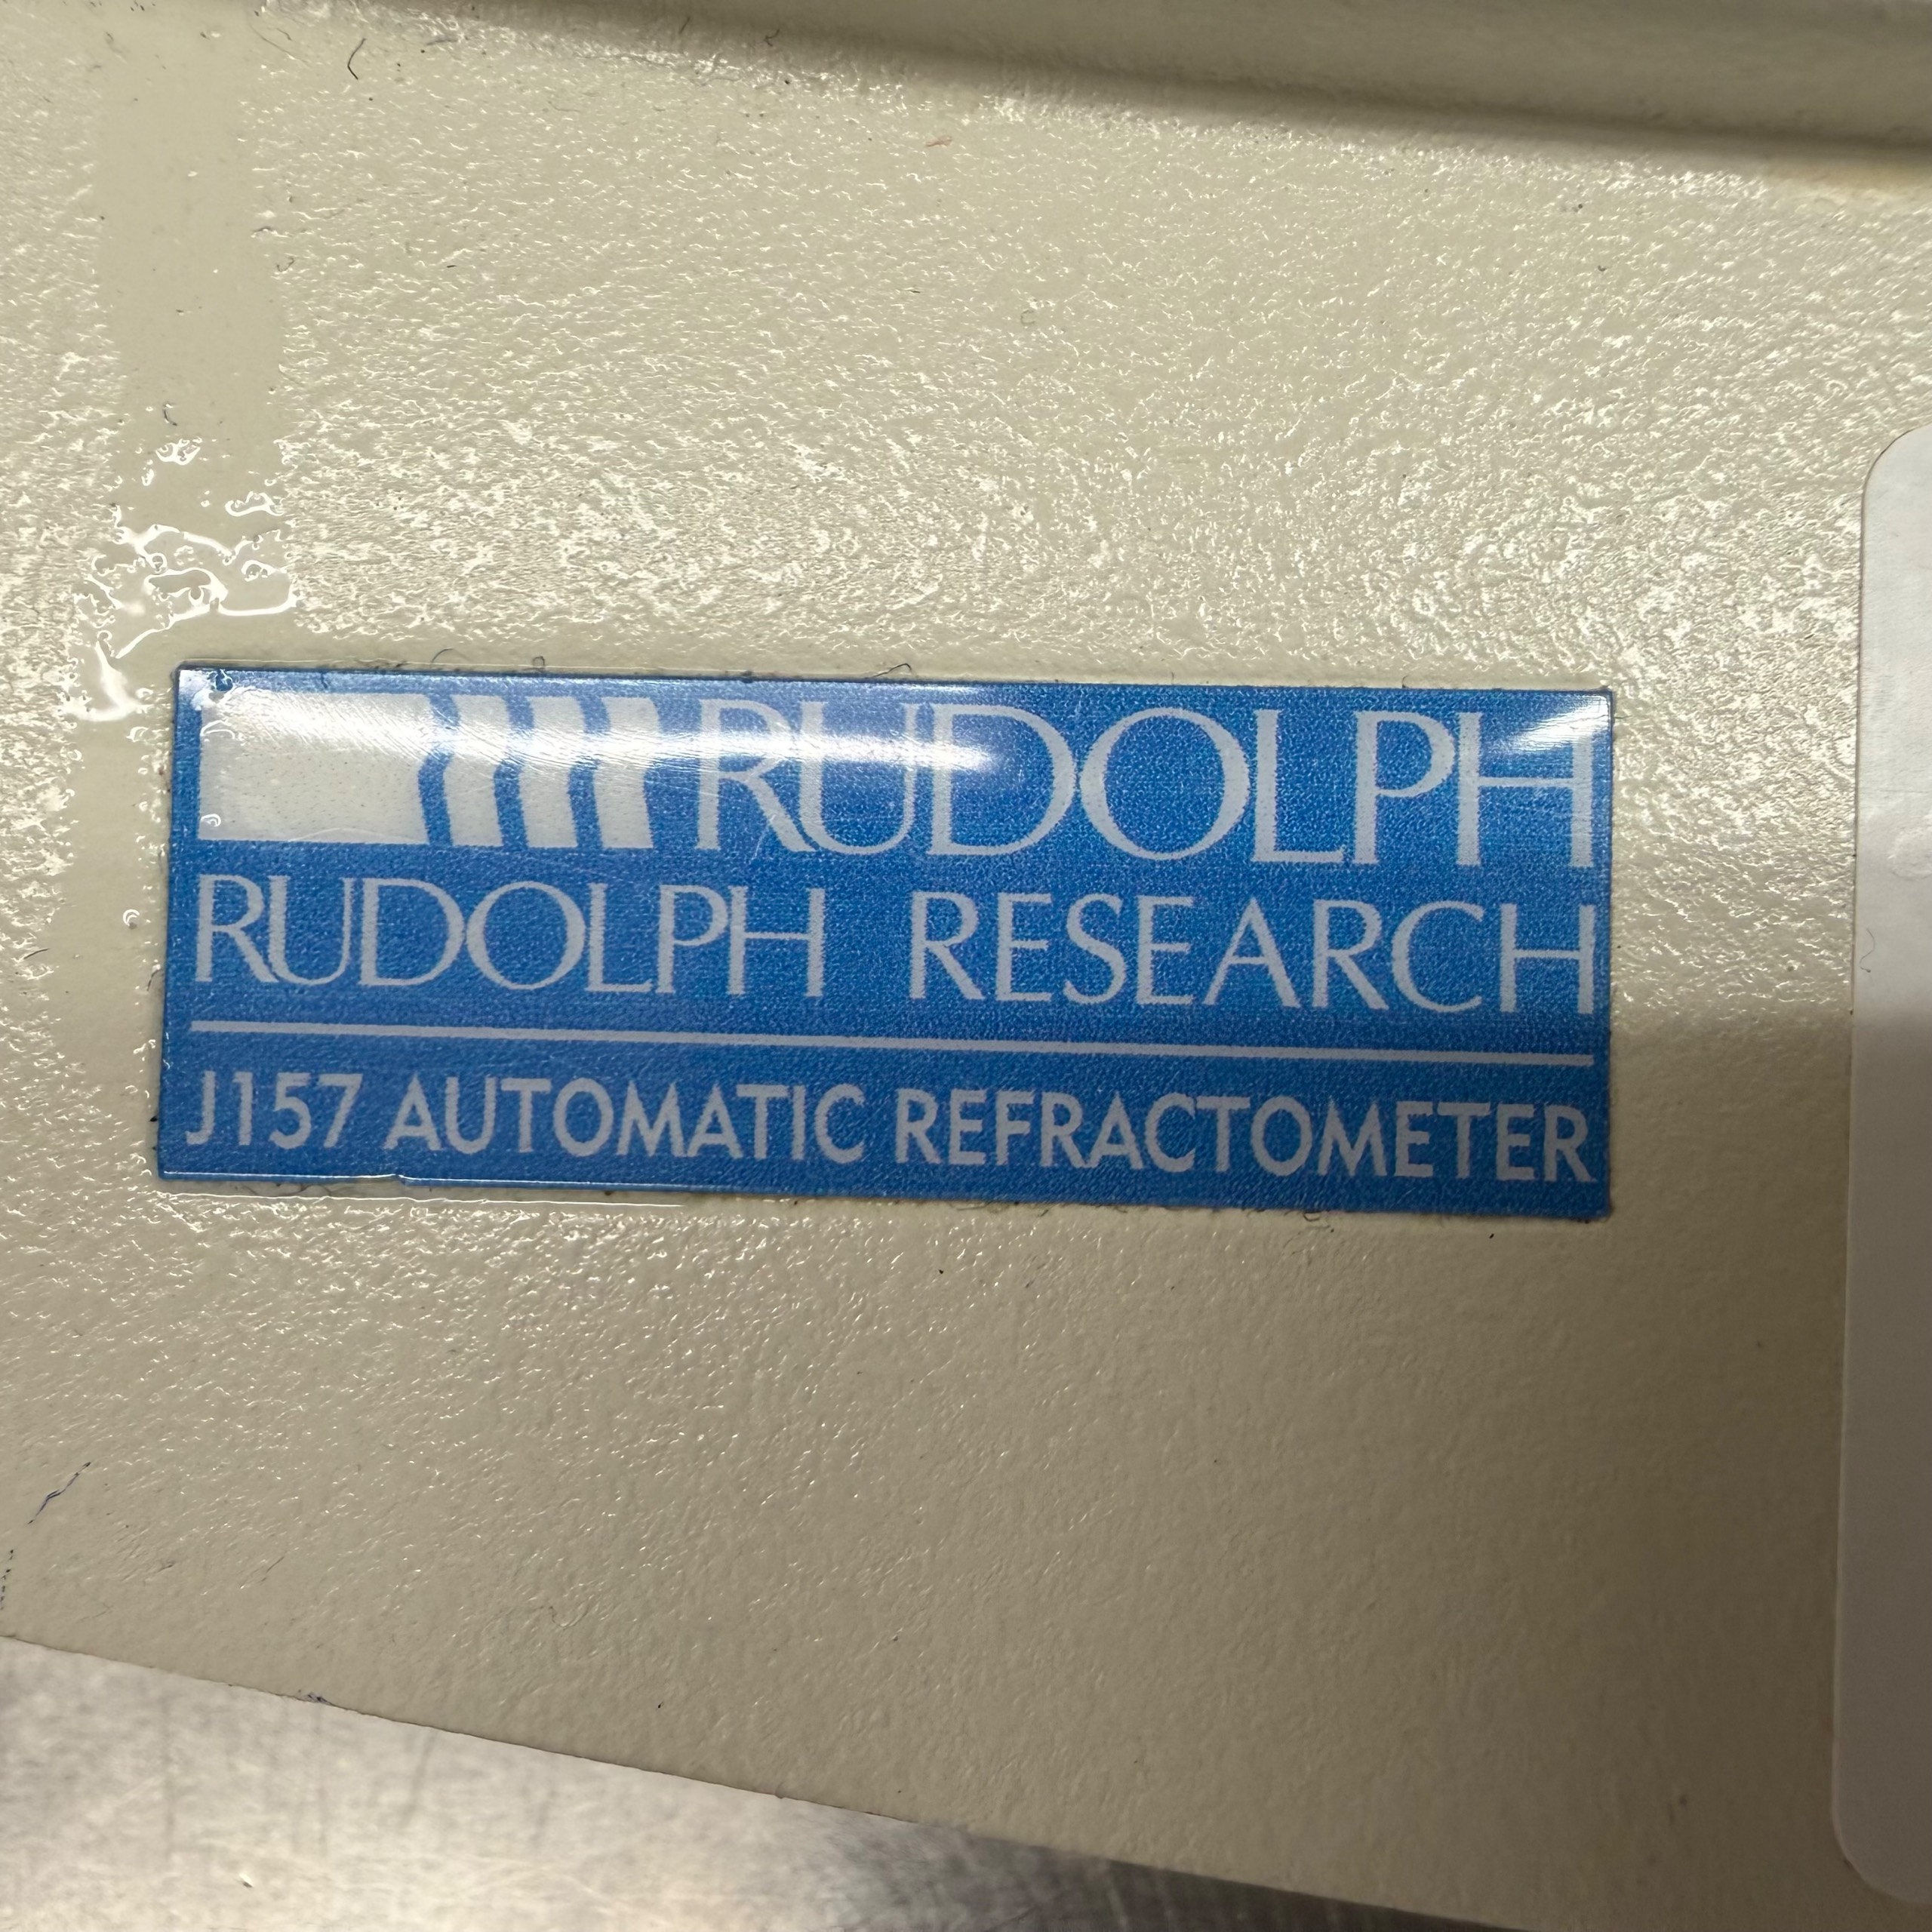 RUDOLPH
RUDOLPH RESEARCH
J157 AUTOMATIC REFRACTOMETER